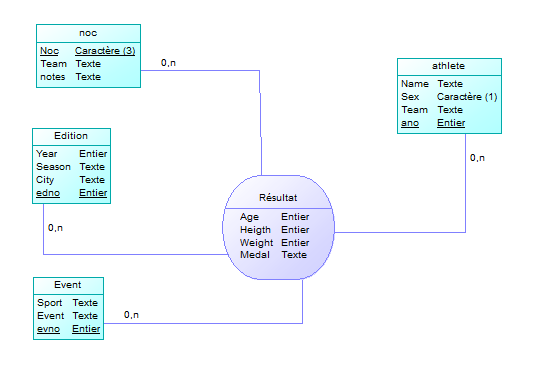 noc
Noc Caractère (3)
Team Texte
notes Texte
0,n
athlete
Name Texte
Sex Caractère (1)
Team Texte
ano Entier
0,n
Edition
Year Entier
Season Texte
City Texte
edno Entier
0,n
Résultat
Age Entier
Heigth Entier
Weight Entier
Medal Texte
Event
Sport Texte
Event Texte
evno Entier
0,n